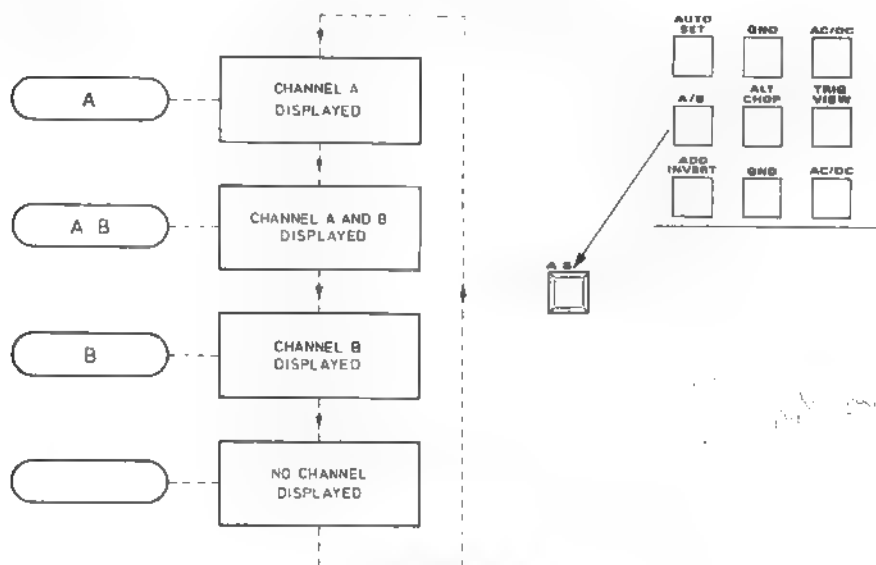 A
CHANNEL A
DISPLAYED
A B
CHANNEL A AND B
DISPLAYED
B
CHANNEL B
DISPLAYED
NO CHANNEL
DISPLAYED
AUTO
SET
GND
AC/DC
A/B
ALT
CHOP
TRIG
VIEW
ADD
INVERT
GND
AC/DC
A